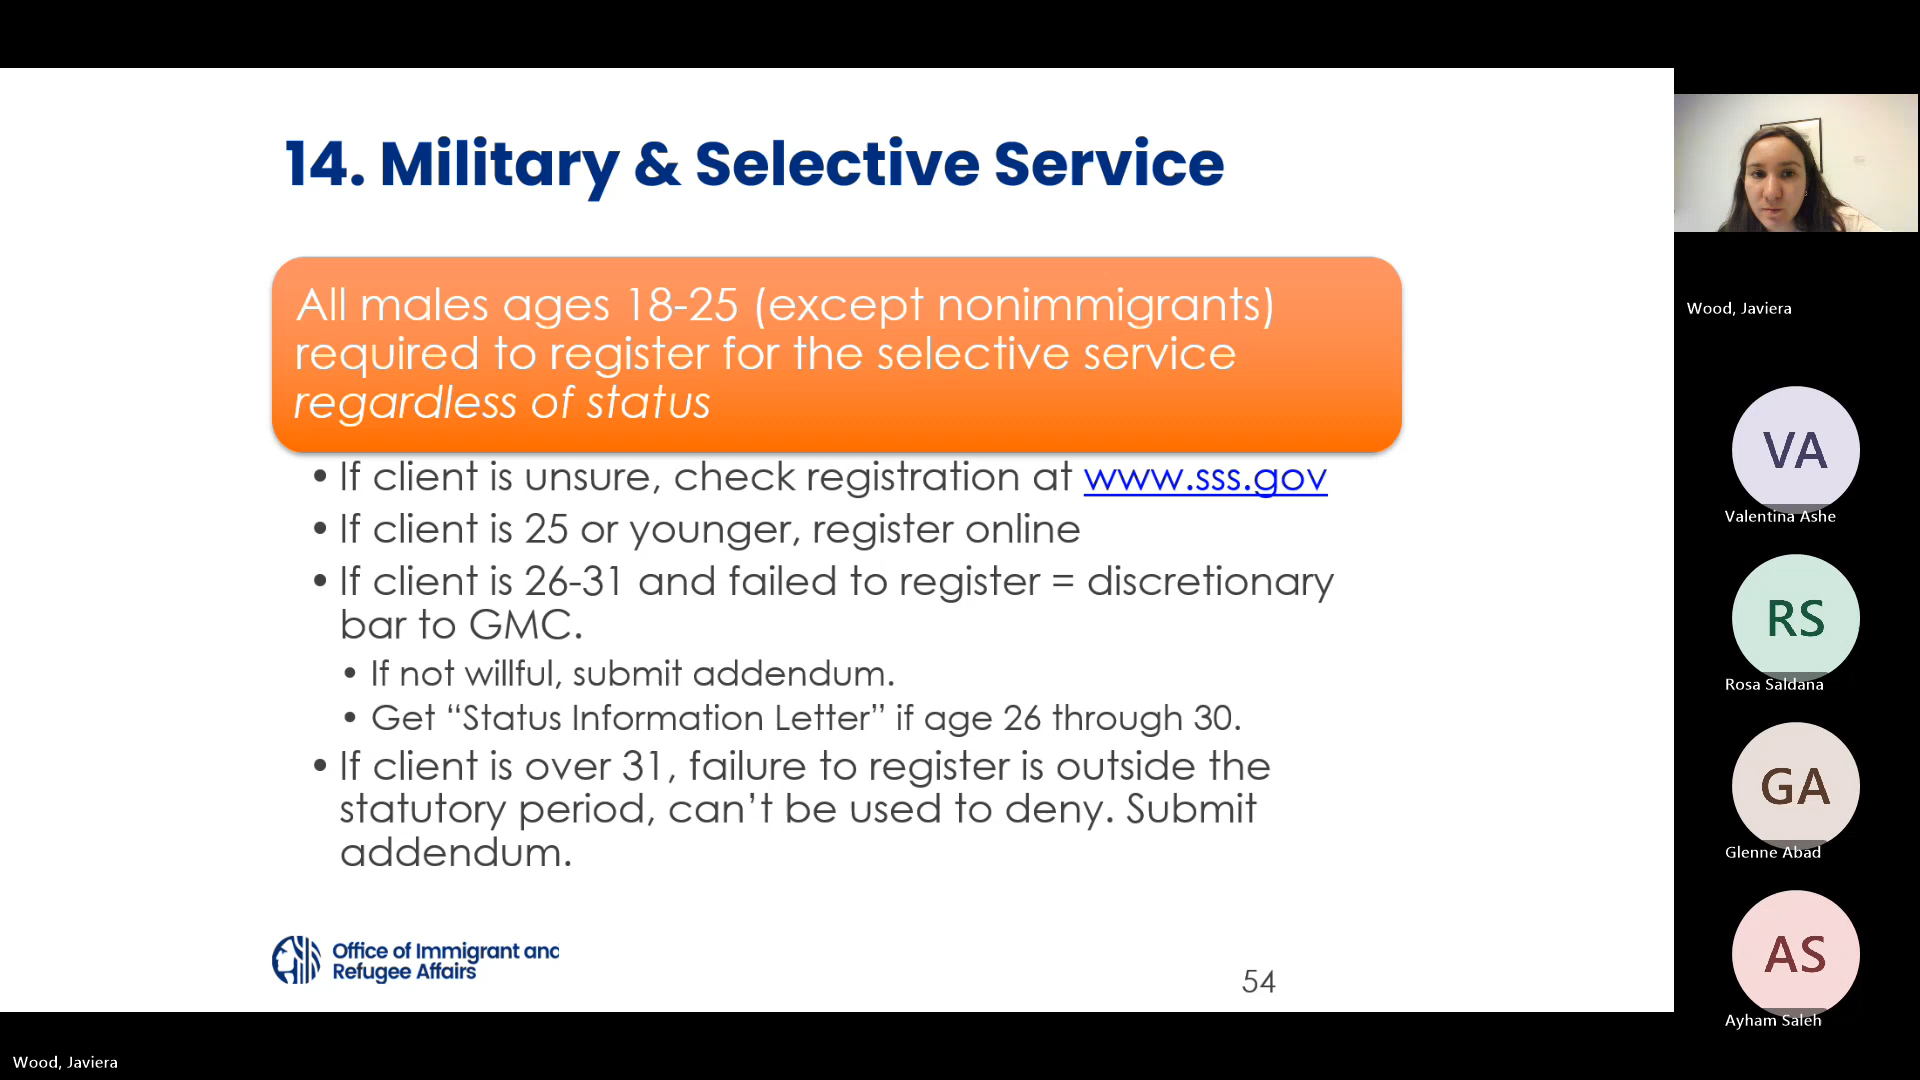 14. Military & Selective Service
All males ages 18-25 (except nonimmigrants)
required to register for the selective service
regardless of status
• If client is unsure, check registration at www.sss.gov
• If client is 25 or younger, register online
• If client is 26-31 and failed to register = discretionary
bar to GMC.
• If not willful, submit addendum.
• Get “Status Information Letter” if age 26 through 30.
• If client is over 31, failure to register is outside the
statutory period, can’t be used to deny. Submit
addendum.
Office of Immigrant and
Refugee Affairs
54
Wood, Javiera
VA
Valentina Ashe
RS
Rosa Saldana
GA
Glenne Abad
AS
Ayham Saleh
Wood, Javiera